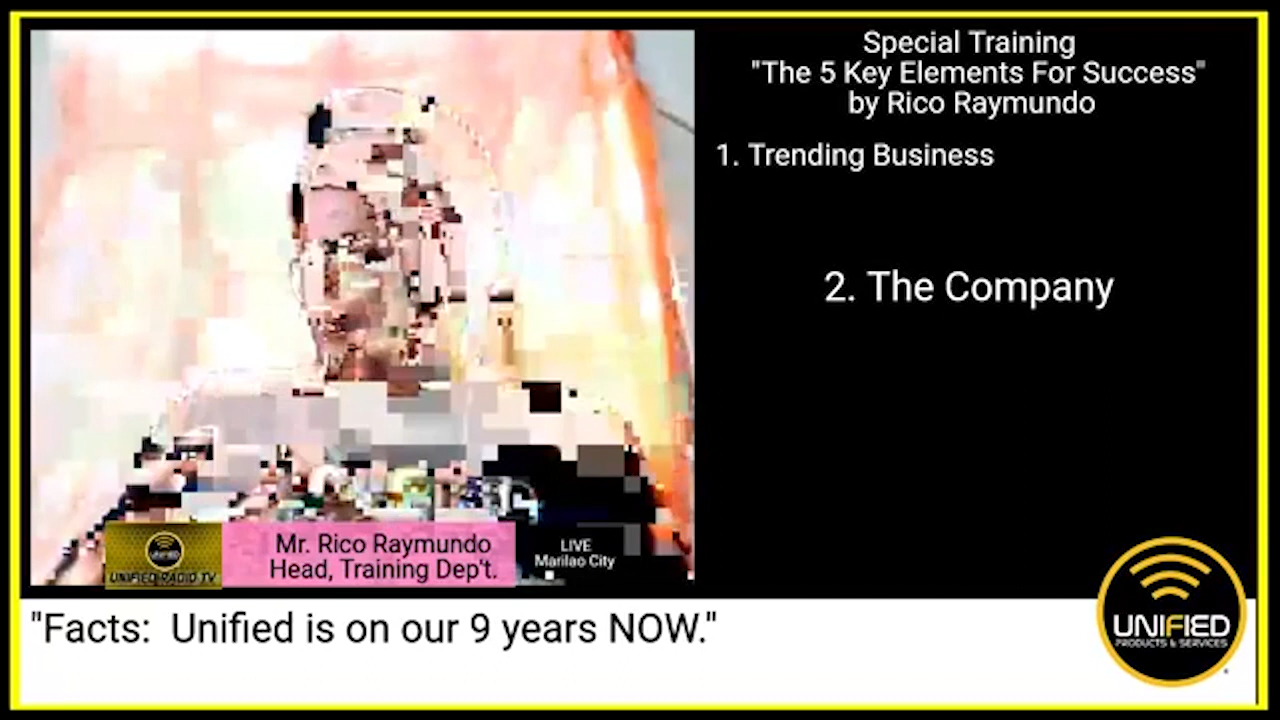 Special Training
"The 5 Key Elements For Success"
by Rico Raymundo
1. Trending Business
2. The Company
UNIFIED
UNIFIED RADIO TV
Mr. Rico Raymundo
Head, Training Dep't.
LIVE
Marilao City
"Facts:  Unified is on our 9 years NOW."
UNIFIED
PRODUCTS & SERVICES